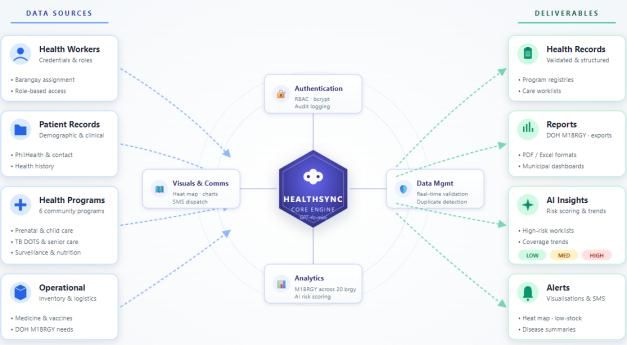 DATA SOURCES
Health Workers
Credentials & roles
• Barangay assignment
• Role-based access
Patient Records
Demographic & clinical
• PhilHealth & contact
• Health history
Health Programs
6 community programs
• Prenatal & child care
• TB DOTS & senior care
• Surveillance & nutrition
Operational
Inventory & logistics
• Medicine & vaccines
• DOH M1BRGY needs
Authentication
RBAC · bcrypt
Audit logging
Visuals & Comms
Heat map · charts
SMS dispatch
HEALTHSYNC
CORE ENGINE
Data Mgmt
Real-time validation
Duplicate detection
Analytics
M1BRGY across 20 brgy
AI risk scoring
DELIVERABLES
Health Records
Validated & structured
• Program registries
• Care worklists
Reports
DOH M1BRGY · exports
• PDF / Excel formats
• Municipal dashboards
AI Insights
Risk scoring & trends
• High-risk worklists
• Coverage trends
LOW MED HIGH
Alerts
Visualisations & SMS
• Heat map · low-stock
• Disease summaries